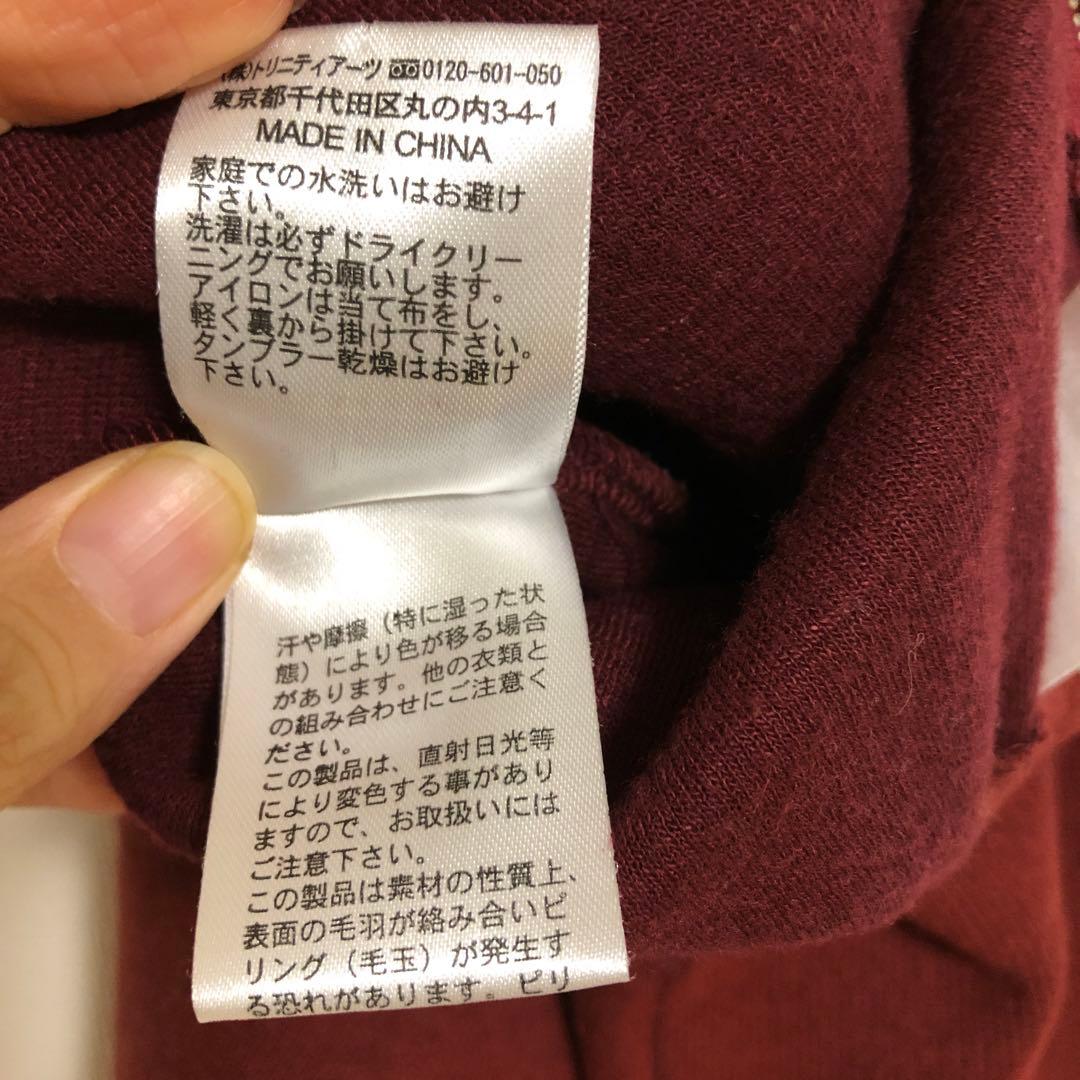 (株)トリニティアーツ 0120-601-050
東京都千代田区丸の内3-4-1
MADE IN CHINA
家庭での水洗いはお避け
下さい。
洗濯は必ずドライクリー
ニングでお願いします。
アイロンは当て布をし、
軽く裏から掛けて下さい。
タンブラー乾燥はお避け
下さい。
汗や摩擦（特に湿った状
態）により色が移る場合
があります。他の衣類と
の組み合わせにご注意く
ださい。
この製品は、直射日光等
により変色する事があり
ますので、お取扱いには
ご注意下さい。
この製品は素材の性質上、
表面の毛羽が絡み合いピ
リング（毛玉）が発生す
る恐れがあります。ピリ